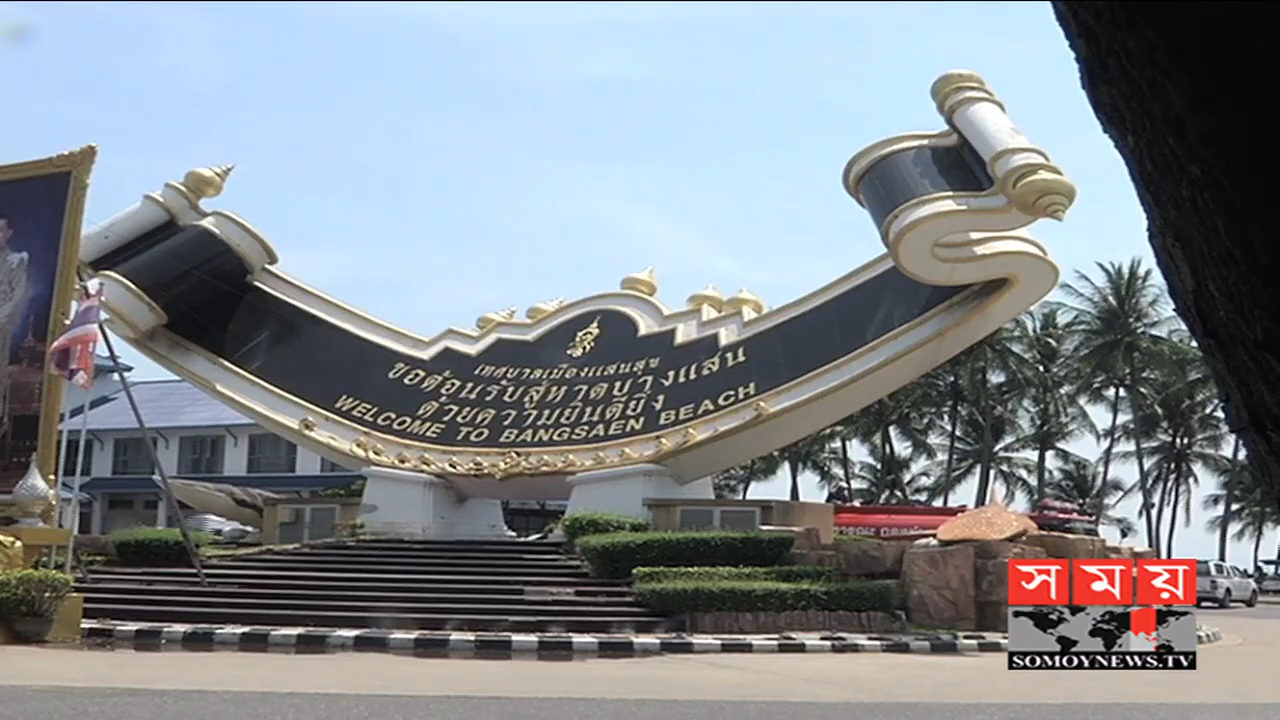 เทศบาลเมืองแสนสุข
ขอต้อนรับสู่หาดบางแสน
ด้วยความยินดียิ่ง
WELCOME TO BANGSAEN BEACH
সময়
SOMOYNEWS.TV